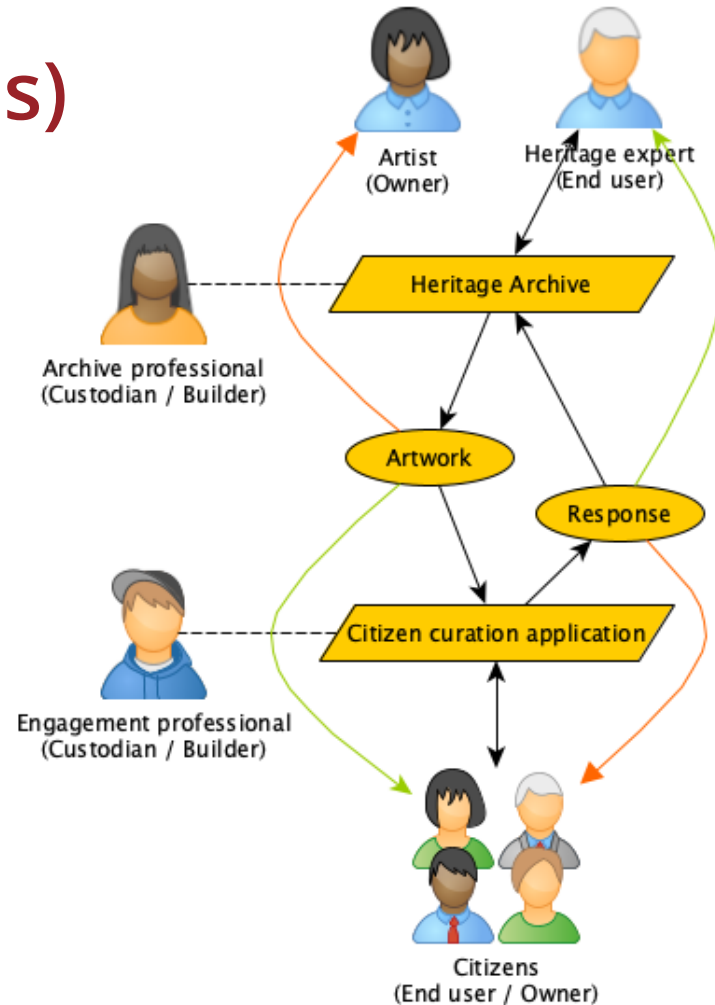 s)
Artist
(Owner)
Heritage expert
(End user)
Heritage Archive
Archive professional
(Custodian / Builder)
Artwork
Response
Citizen curation application
Engagement professional
(Custodian / Builder)
Citizens
(End user / Owner)